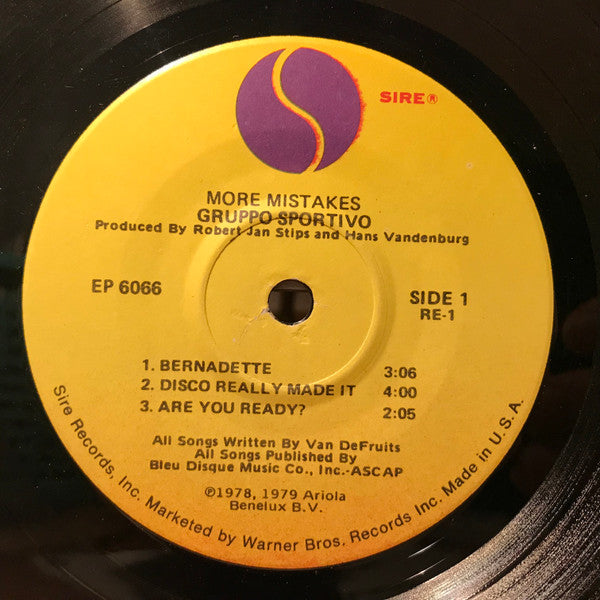 SIRE®
MORE MISTAKES
GRUPPO SPORTIVO
Produced By Robert Jan Stips and Hans Vandenburg
EP 6066
SIDE 1
RE-1
1. BERNADETTE 3:06
2. DISCO REALLY MADE IT 4:00
3. ARE YOU READY? 2:05
All Songs Written By Van DeFruits
All Songs Published By
Bleu Disque Music Co., Inc.-ASCAP
℗1978, 1979 Ariola
Benelux B.V.
Sire Records, Inc. Marketed by Warner Bros. Records Inc. Made in U.S.A.